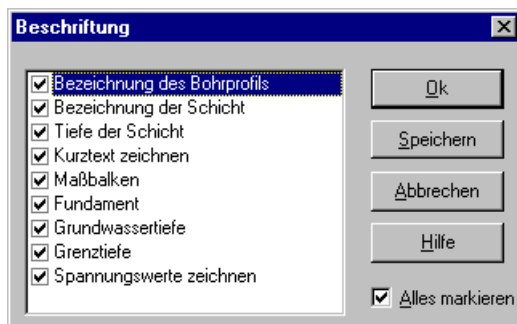 Beschriftung
Bezeichnung des Bohrprofils
Bezeichnung der Schicht
Tiefe der Schicht
Kurztext zeichnen
Maßbalken
Fundament
Grundwassertiefe
Grenztiefe
Spannungswerte zeichnen
Ok
Speichern
Abbrechen
Hilfe
Alles markieren